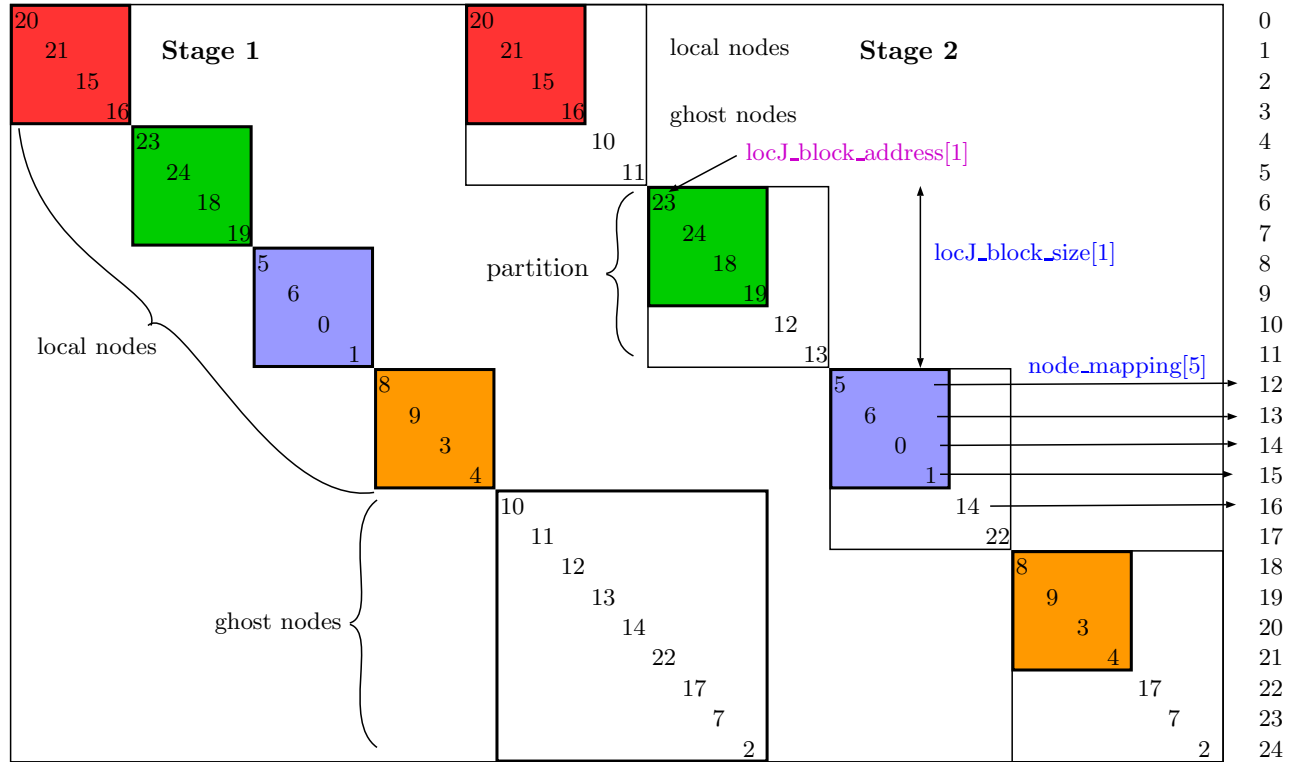 20 20 0
21 Stage 1 21 local nodes Stage 2 1
15 15 2
16 16 ghost nodes 3
23 10 locJ_block_address[1] 4
24 11 5
18 23 6
19 24 7
5 partition 18 locJ_block_size[1] 8
6 19 9
0 12 10
local nodes 1 13 11
8 5 node_mapping[5] 12
9 6 13
3 0 14
4 1 15
10 14 16
11 22 17
12 8 18
13 9 19
ghost nodes 14 3 20
22 4 21
17 17 22
7 7 23
2 2 24